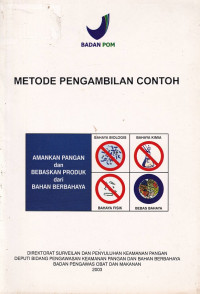 BADAN POM
METODE PENGAMBILAN CONTOH
AMANKAN PANGAN
dan
BEBASKAN PRODUK
dari
BAHAN BERBAHAYA
BAHAYA BIOLOGIS
BAHAYA KIMIA
BAHAYA FISIK
BEBAS BAHAYA
DIREKTORAT SURVEILAN DAN PENYULUHAN KEAMANAN PANGAN
DEPUTI BIDANG PENGAWASAN KEAMANAN PANGAN DAN BAHAN BERBAHAYA
BADAN PENGAWAS OBAT DAN MAKANAN
2003